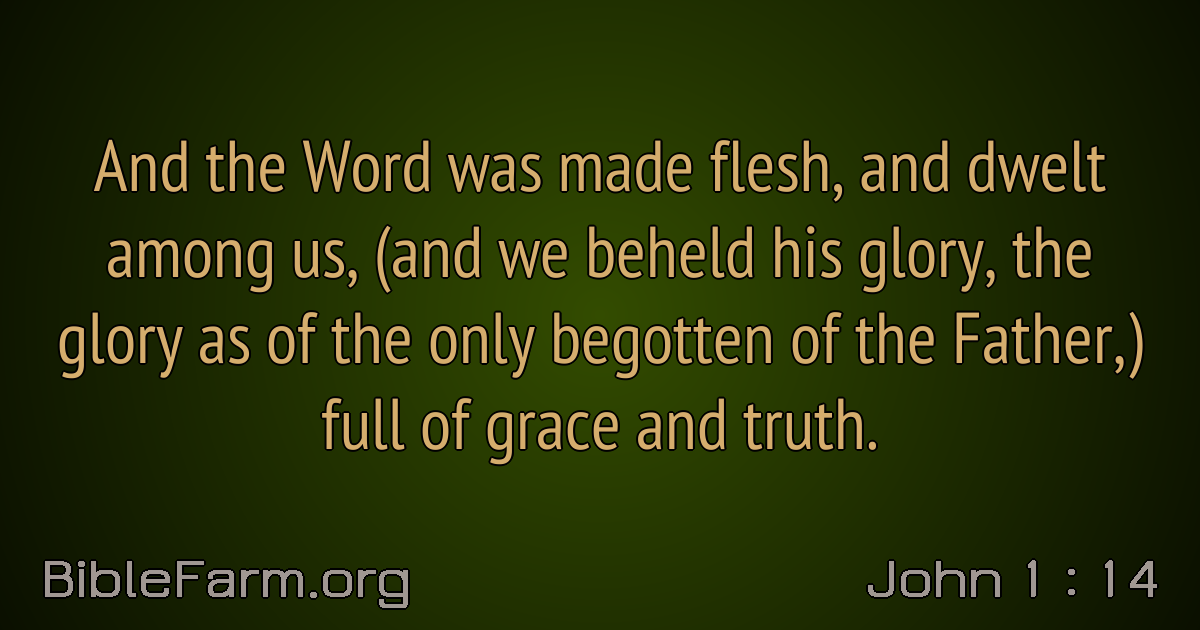 And the Word was made flesh, and dwelt
among us, (and we beheld his glory, the
glory as of the only begotten of the Father,)
full of grace and truth.
BibleFarm.org
John 1 : 14